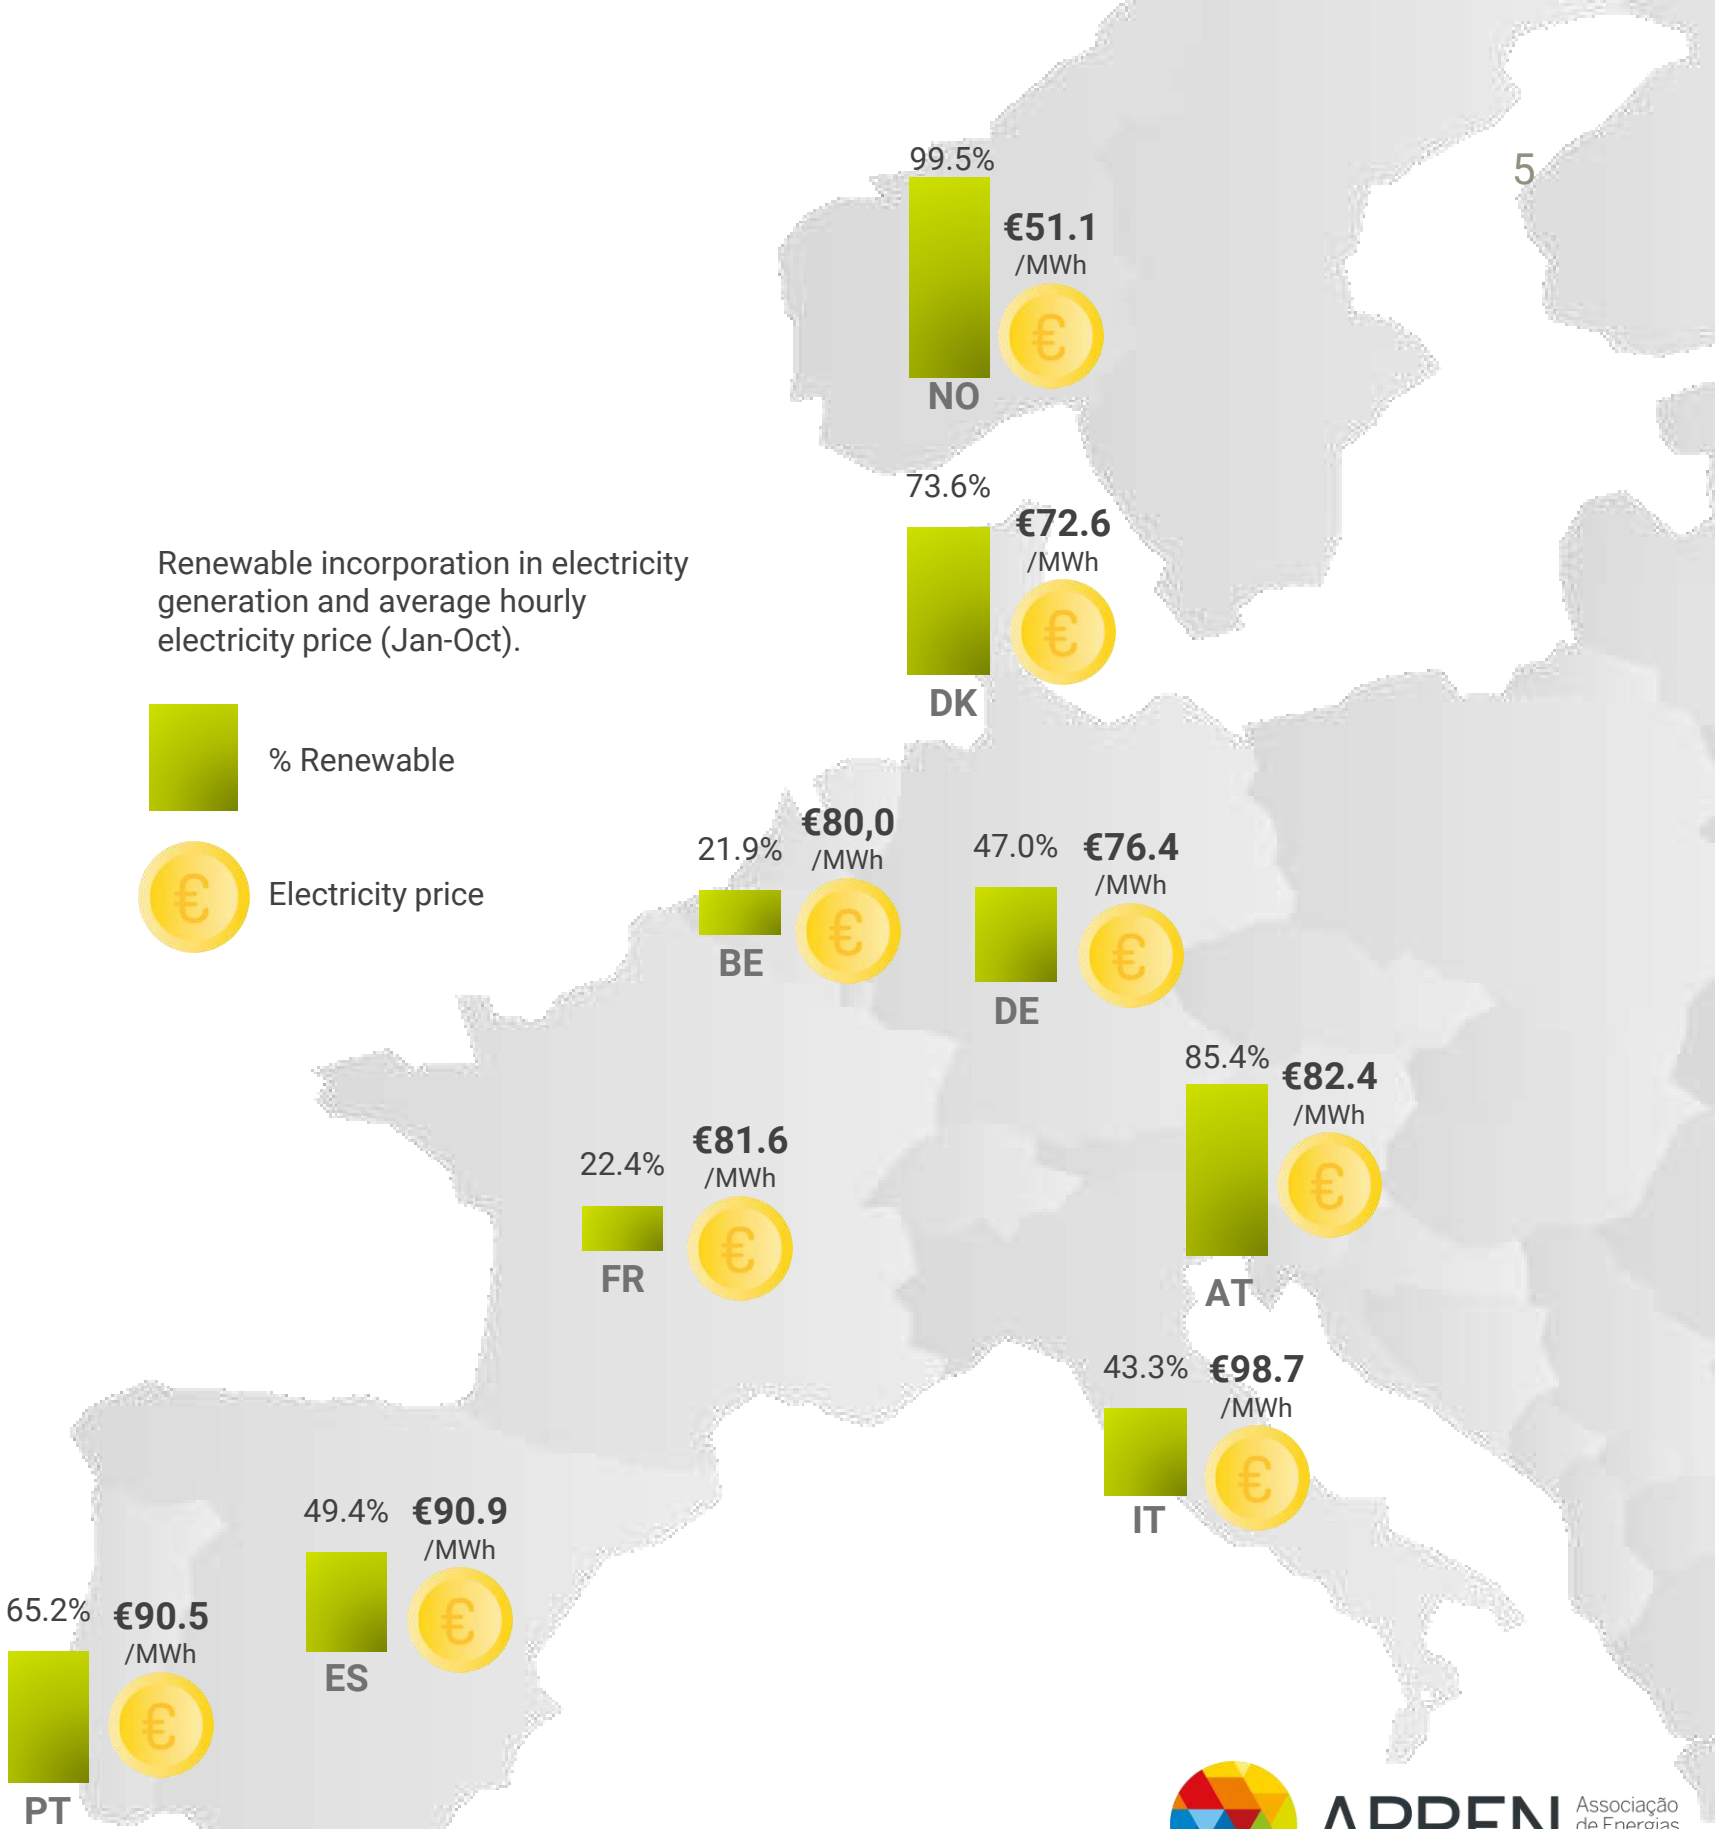 5
99.5%
€51.1
/MWh
NO
73.6%
€72.6
/MWh
DK
Renewable incorporation in electricity
generation and average hourly
electricity price (Jan-Oct).
% Renewable
€
Electricity price
21.9%
€80,0
/MWh
BE
47.0%
€76.4
/MWh
DE
85.4%
€82.4
/MWh
AT
22.4%
€81.6
/MWh
FR
43.3%
€98.7
/MWh
IT
49.4%
€90.9
/MWh
ES
65.2%
€90.5
/MWh
PT
APREN
Associação
de Energias